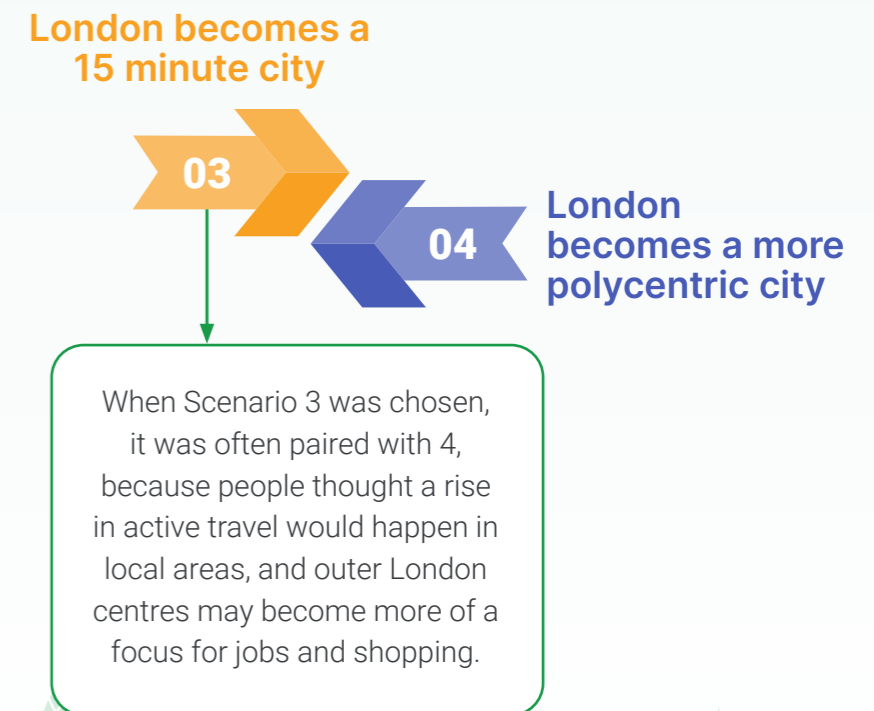 London becomes a
15 minute city
03
04
London
becomes a more
polycentric city
When Scenario 3 was chosen,
it was often paired with 4,
because people thought a rise
in active travel would happen in
local areas, and outer London
centres may become more of a
focus for jobs and shopping.